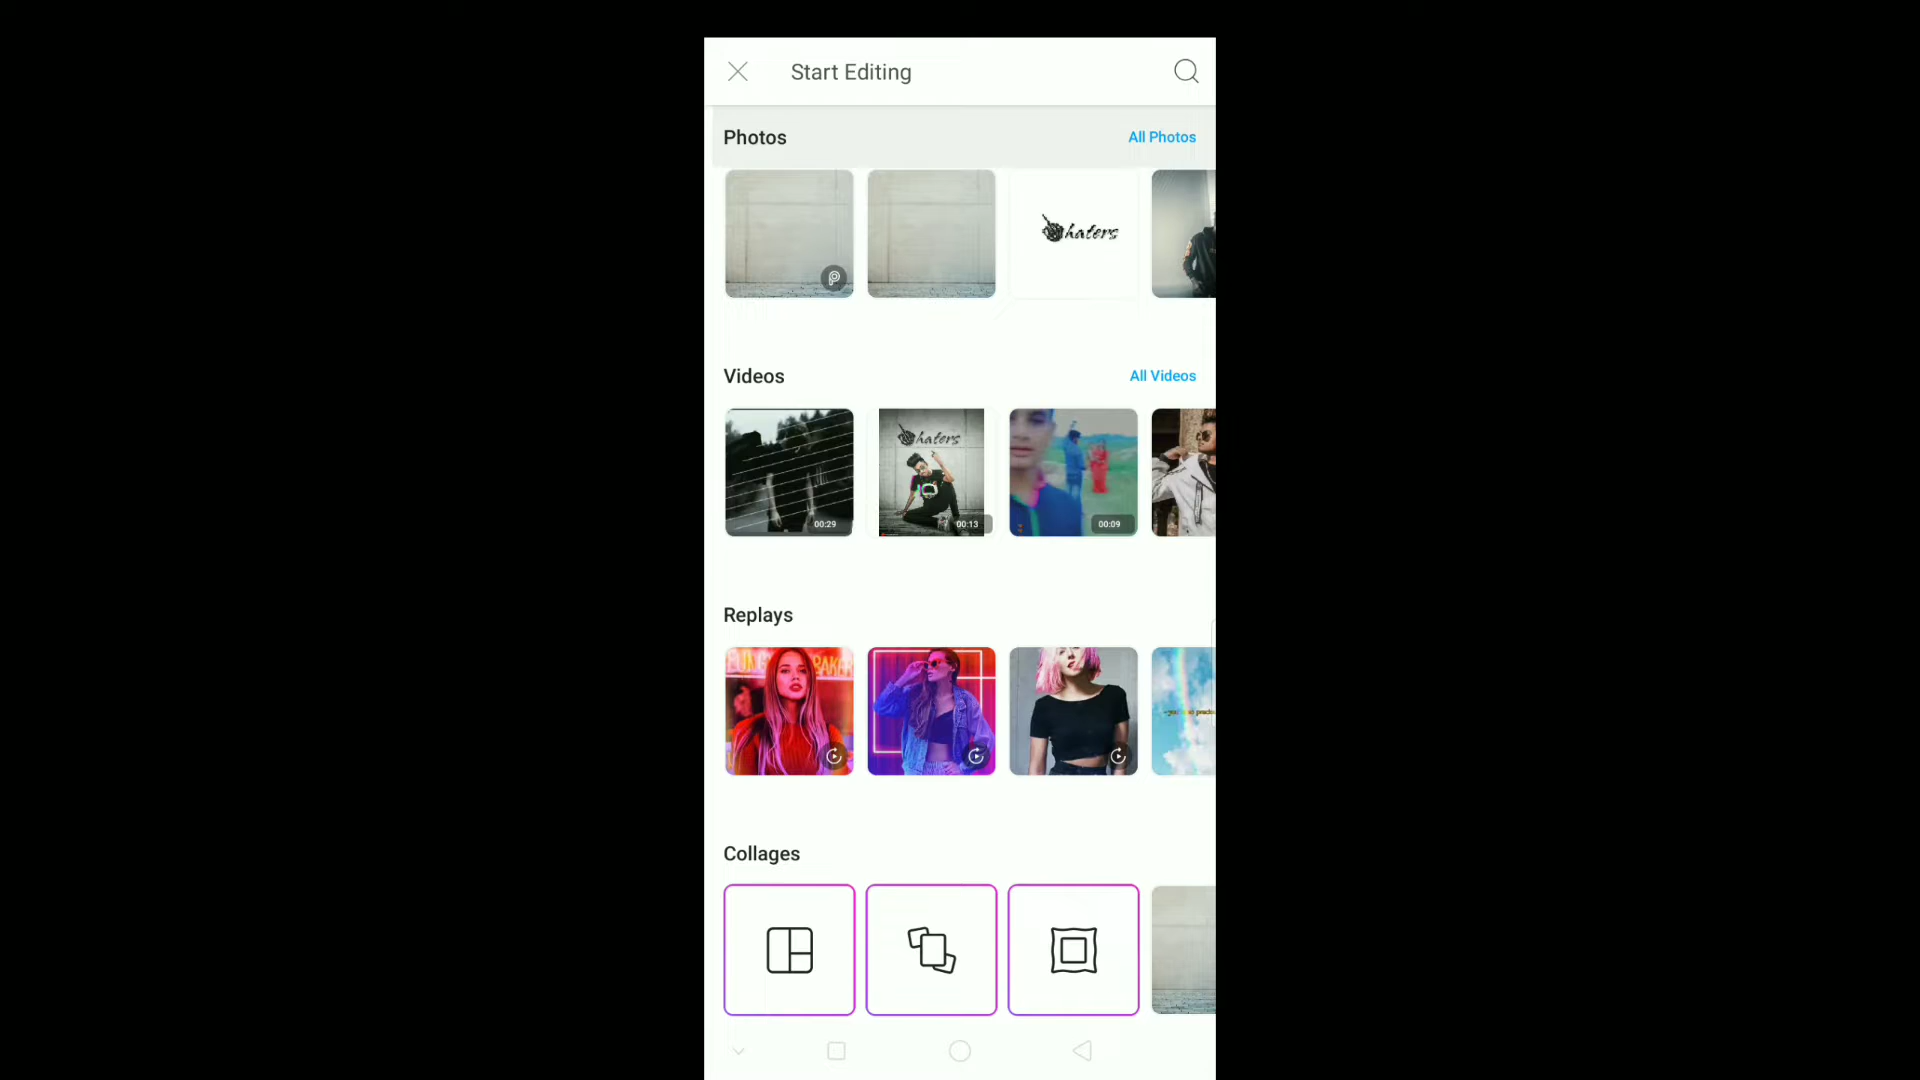 Start Editing
Photos
All Photos
haters
Videos
All Videos
haters
00:29
00:13
00:09
Replays
Collages